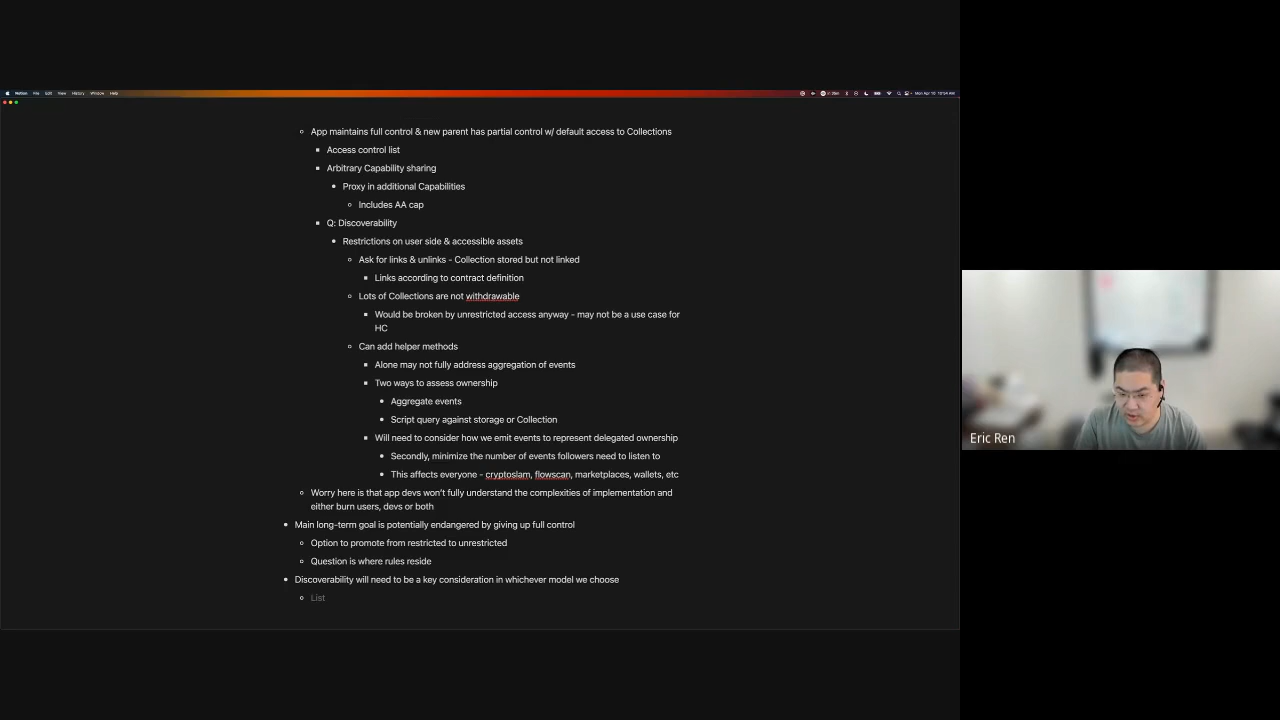 Notion File Edit View History Window Help
App maintains full control & new parent has partial control w/ default access to Collections
Access control list
Arbitrary Capability sharing
Proxy in additional Capabilities
Includes AA cap
Q: Discoverability
Restrictions on user side & accessible assets
Ask for links & unlinks - Collection stored but not linked
Links according to contract definition
Lots of Collections are not withdrawable
Would be broken by unrestricted access anyway - may not be a use case for
HC
Can add helper methods
Alone may not fully address aggregation of events
Two ways to assess ownership
Aggregate events
Script query against storage or Collection
Will need to consider how we emit events to represent delegated ownership
Secondly, minimize the number of events followers need to listen to
This affects everyone - cryptoslam, flowscan, marketplaces, wallets, etc
Worry here is that app devs won't fully understand the complexities of implementation and
either burn users, devs or both
Main long-term goal is potentially endangered by giving up full control
Option to promote from restricted to unrestricted
Question is where rules reside
Discoverability will need to be a key consideration in whichever model we choose
List
Eric Ren